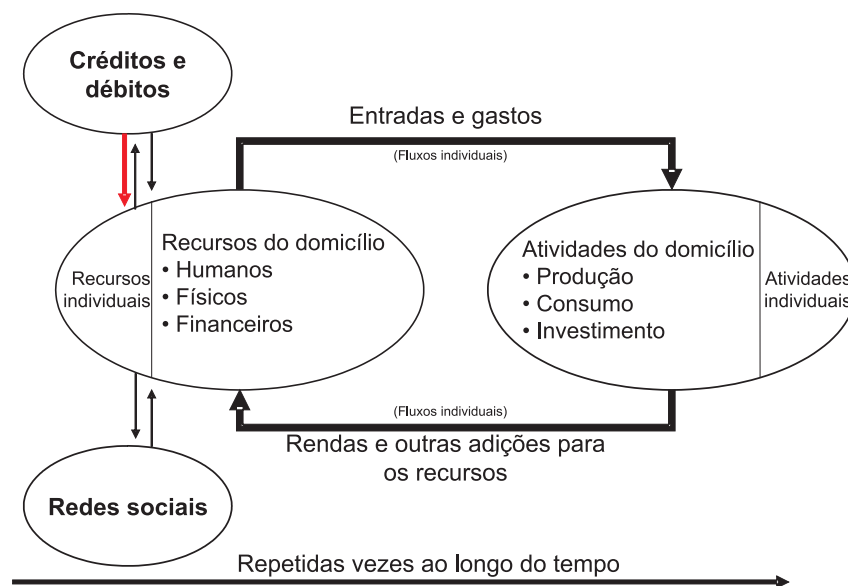 Créditos e
débitos
Entradas e gastos
(Fluxos individuais)
Recursos
individuais
Recursos do domicílio
• Humanos
• Físicos
• Financeiros
Atividades do domicílio
• Produção
• Consumo
• Investimento
Atividades
individuais
(Fluxos individuais)
Rendas e outras adições para
os recursos
Redes sociais
Repetidas vezes ao longo do tempo